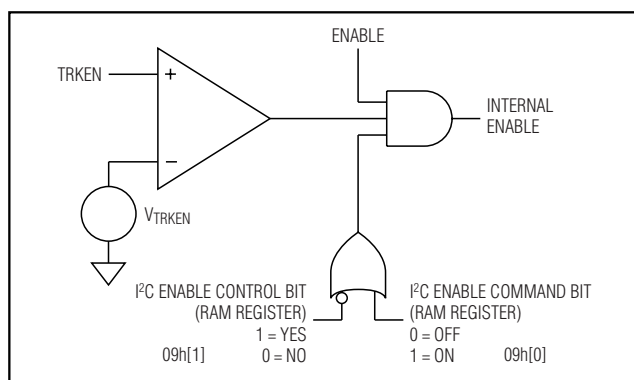 ENABLE
TRKEN
+
−
INTERNAL
ENABLE
VTRKEN
I²C ENABLE CONTROL BIT
(RAM REGISTER)
1 = YES
09h[1] 0 = NO
I²C ENABLE COMMAND BIT
(RAM REGISTER)
0 = OFF
1 = ON 09h[0]